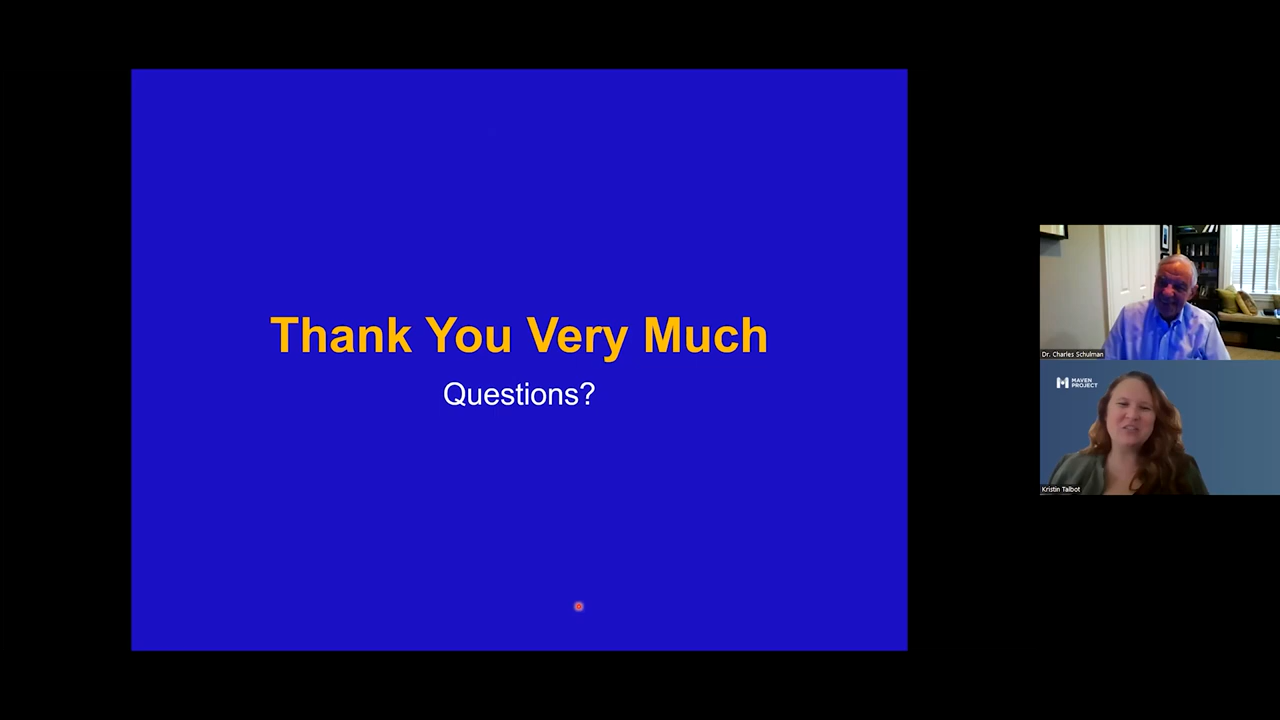 Thank You Very Much
Questions?
Dr. Charles Schulman
MAVEN
PROJECT
Kristin Talbot